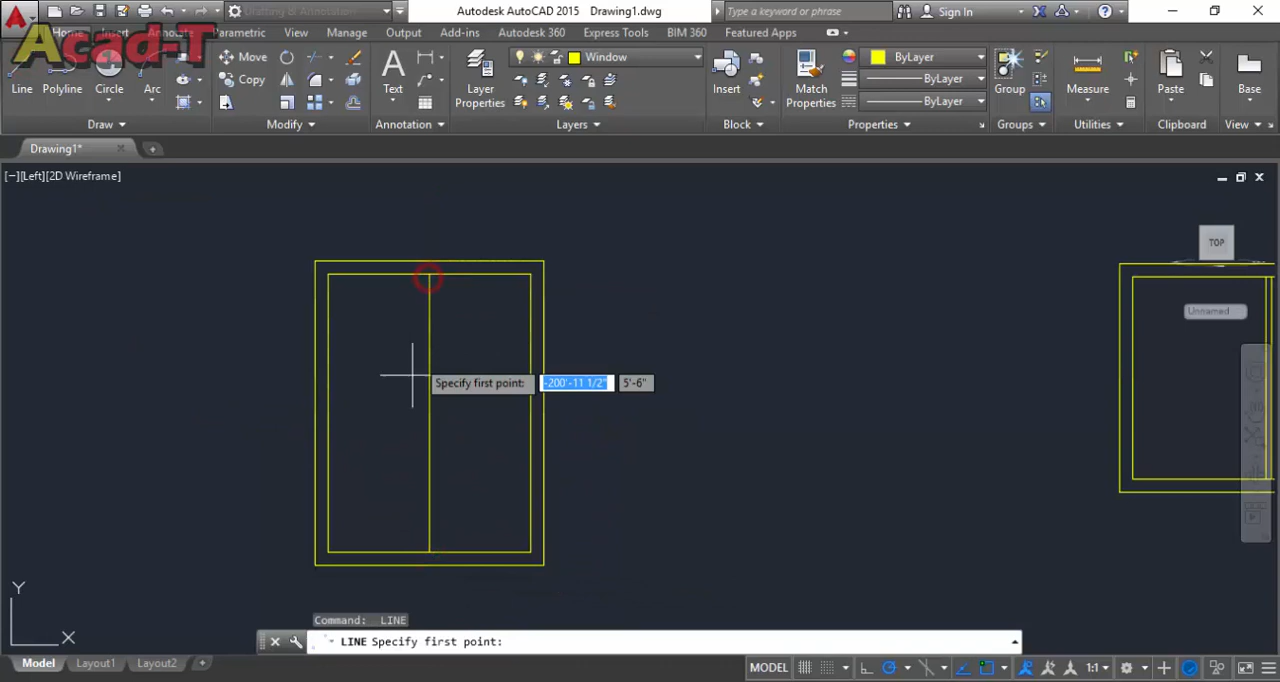 Autodesk AutoCAD 2015 Drawing1.dwg
Drafting & Annotation
Type a keyword or phrase
Sign In
Acad-T
Home Insert Annotate Parametric View Manage Output Add-ins Autodesk 360 Express Tools BIM 360 Featured Apps
Line Polyline Circle Arc
Move
Copy
Text
Layer Properties
Window
Insert
Match Properties
ByLayer
ByLayer
ByLayer
Group
Measure
Paste
Base
Draw
Modify
Annotation
Layers
Block
Properties
Groups
Utilities
Clipboard
View
Drawing1*
[−][Left][2D Wireframe]
TOP
Unnamed
Specify first point: -200'-11 1/2" 5'-6"
Y
X
Command: LINE
LINE Specify first point:
Model Layout1 Layout2
MODEL
1:1